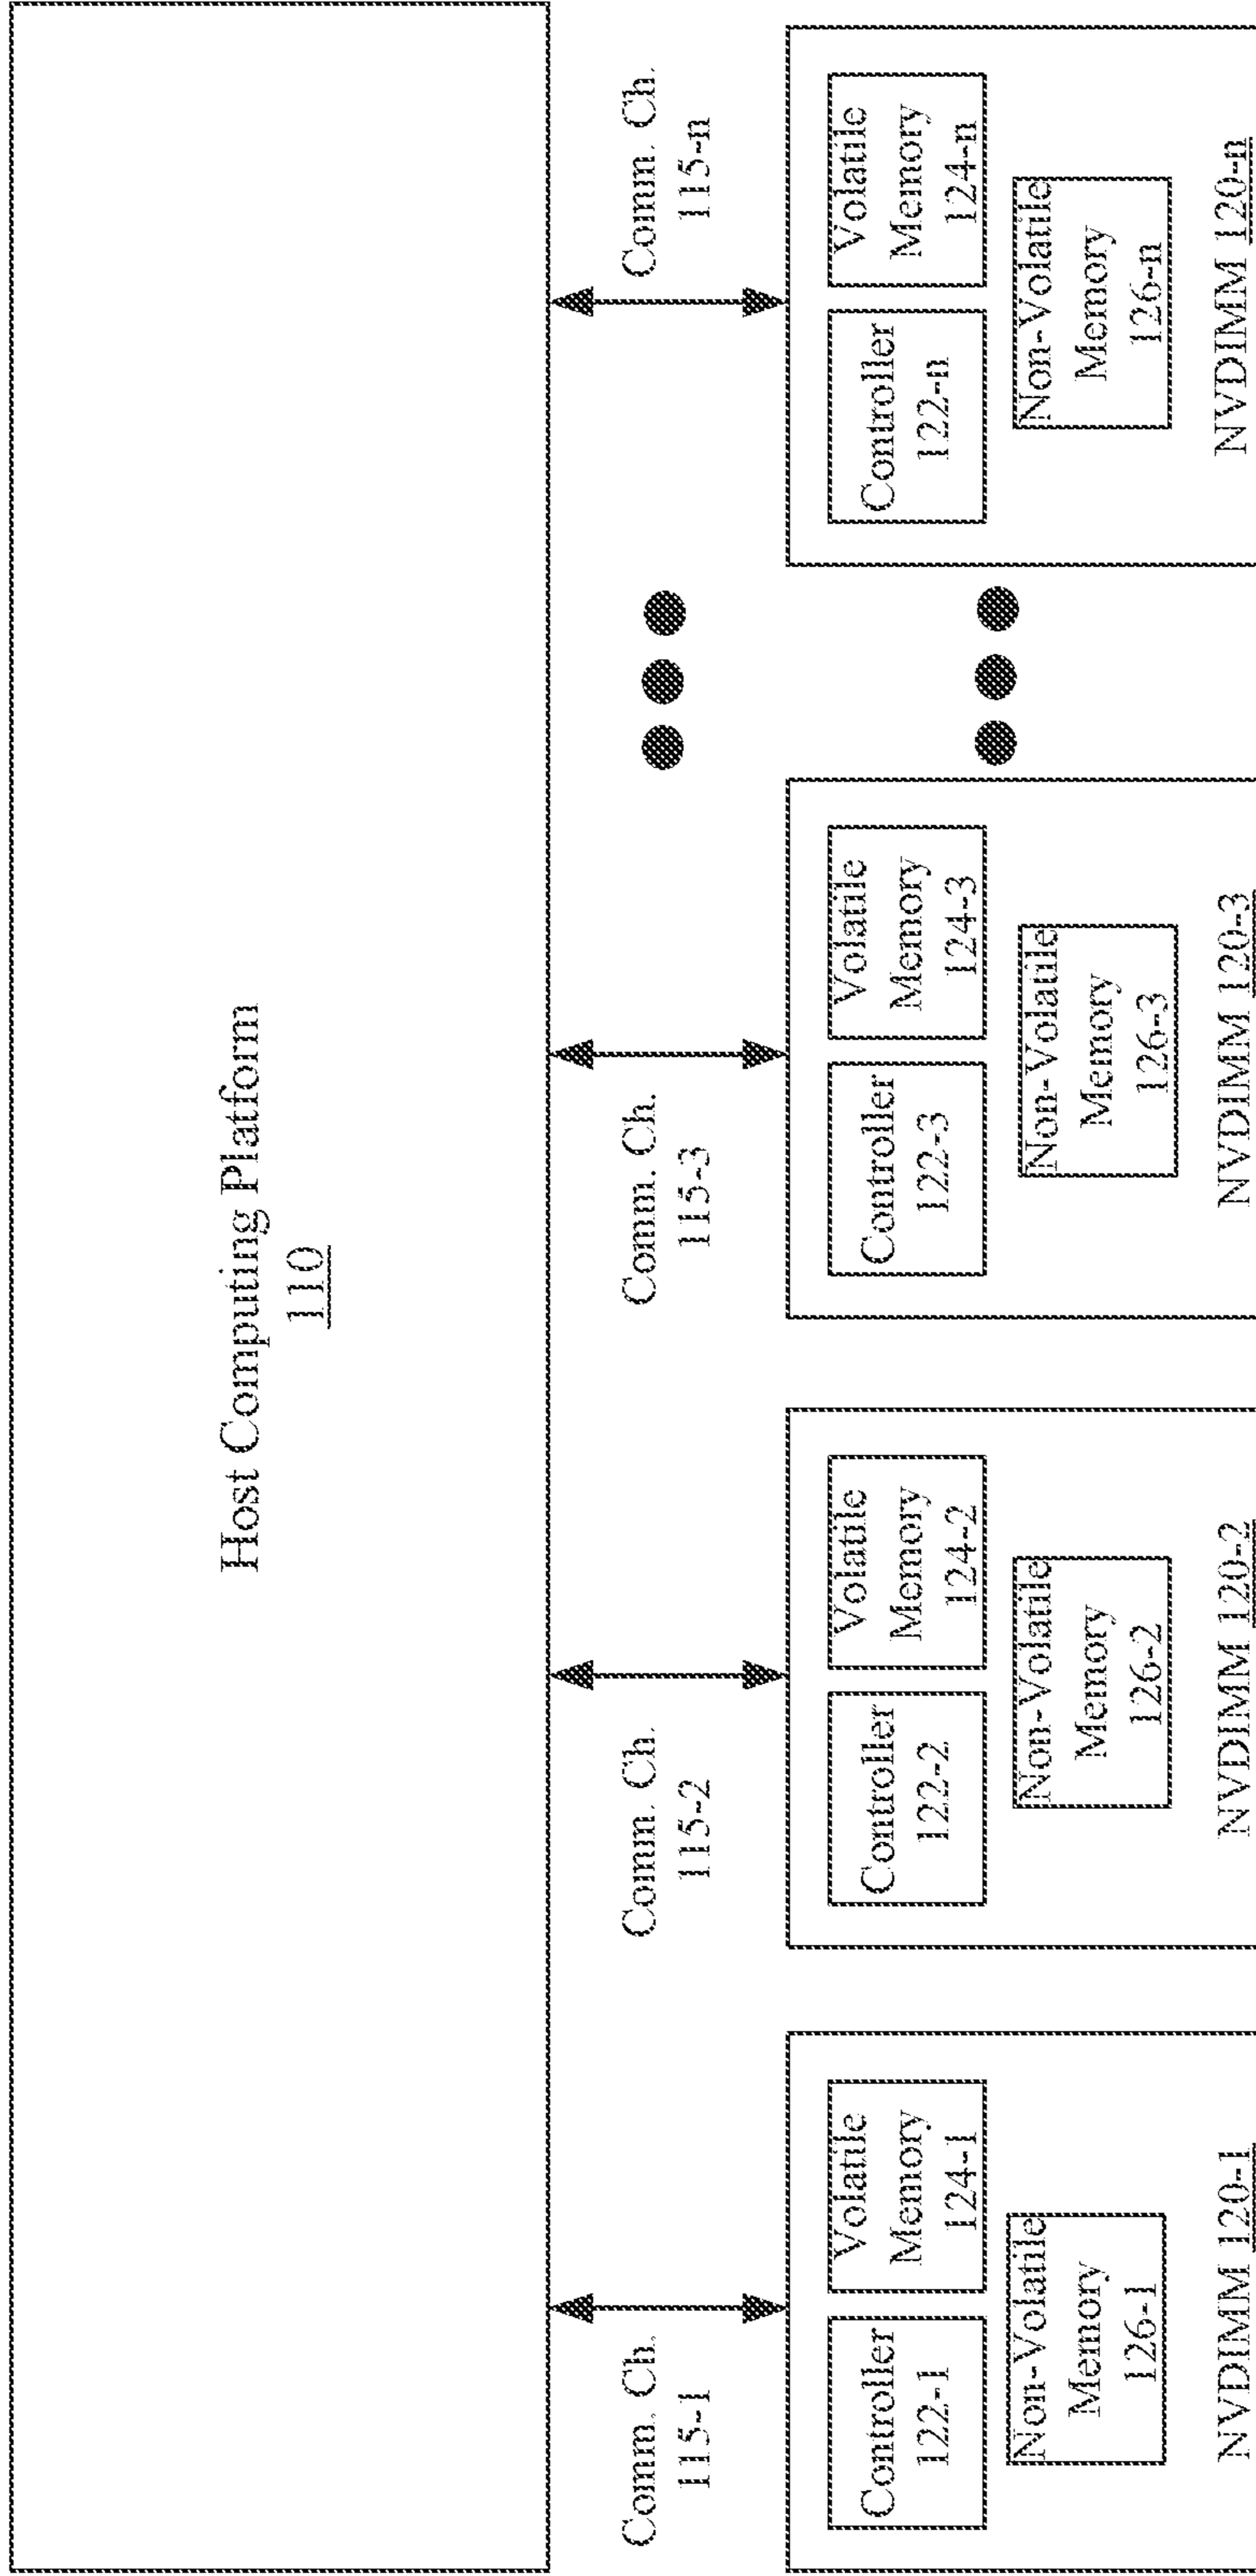 Host Computing Platform
110
Comm. Ch.
115-1
Comm. Ch.
115-2
Comm. Ch.
115-3
Comm. Ch.
115-n
Controller
122-1
Volatile
Memory
124-1
Non-Volatile
Memory
126-1
NVDIMM 120-1
Controller
122-2
Volatile
Memory
124-2
Non-Volatile
Memory
126-2
NVDIMM 120-2
Controller
122-3
Volatile
Memory
124-3
Non-Volatile
Memory
126-3
NVDIMM 120-3
Controller
122-n
Volatile
Memory
124-n
Non-Volatile
Memory
126-n
NVDIMM 120-n